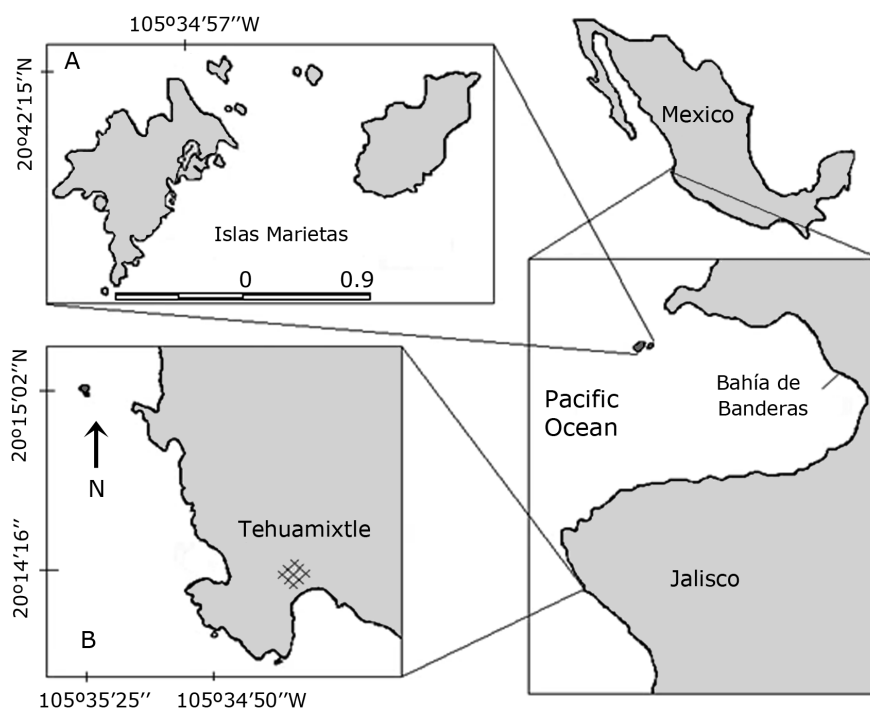 105º34’57’’W
A
20º42’15’’N
Mexico
Islas Marietas
0 0.9
20º15’02’’N
N
Bahía de
Banderas
Pacific
Ocean
Tehuamixtle
20º14’16’’
Jalisco
B
105º35’25’’ 105º34’50’’W